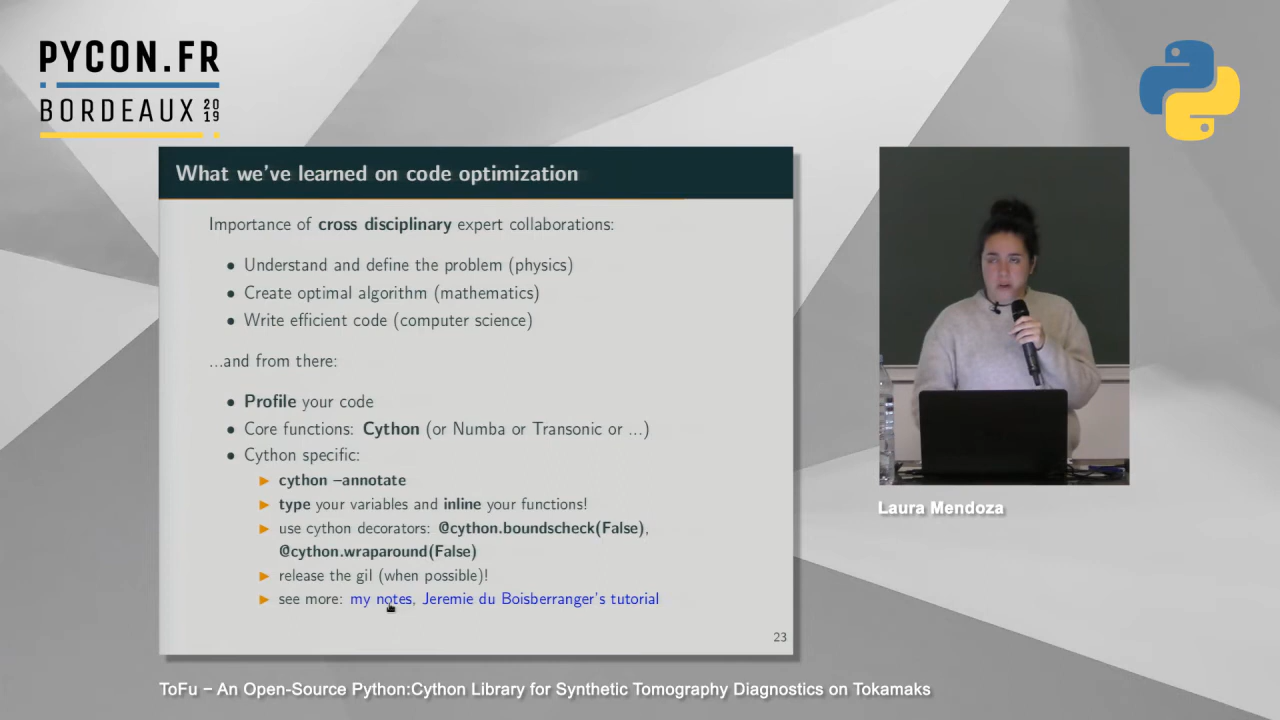 PYCON.FR
BORDEAUX 2019
What we've learned on code optimization
Importance of cross disciplinary expert collaborations:
• Understand and define the problem (physics)
• Create optimal algorithm (mathematics)
• Write efficient code (computer science)
...and from there:
• Profile your code
• Core functions: Cython (or Numba or Transonic or ...)
• Cython specific:
▶ cython –annotate
▶ type your variables and inline your functions!
▶ use cython decorators: @cython.boundscheck(False),
@cython.wraparound(False)
▶ release the gil (when possible)!
▶ see more: my notes, Jeremie du Boisberranger's tutorial
23
Laura Mendoza
ToFu – An Open-Source Python:Cython Library for Synthetic Tomography Diagnostics on Tokamaks